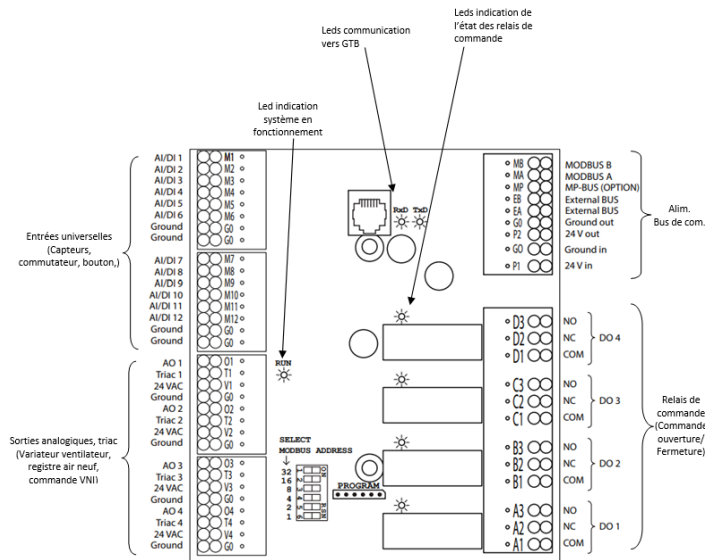 Leds indication de
l'état des relais de
commande
Leds communication
vers GTB
Led indication
système en
fonctionnement
Entrées universelles
(Capteurs,
commutateur, bouton,)
AI/DI 1 M1
AI/DI 2 M2
AI/DI 3 M3
AI/DI 4 M4
AI/DI 5 M5
AI/DI 6 M6
Ground G0
Ground G0
AI/DI 7 M7
AI/DI 8 M8
AI/DI 9 M9
AI/DI 10 M10
AI/DI 11 M11
AI/DI 12 M12
Ground G0
Ground G0
Sorties analogiques, triac
(Variateur ventilateur,
registre air neuf,
commande VNI)
AO 1 O1
Triac 1 T1
24 VAC V1
Ground G0
AO 2 O2
Triac 2 T2
24 VAC V2
Ground G0
AO 3 O3
Triac 3 T3
24 VAC V3
Ground G0
AO 4 O4
Triac 4 T4
24 VAC V4
Ground G0
RUN
RxD TxD
SELECT
MODBUS ADDRESS
32 1 ON
16 2
8 3
4 4
2 5
1 6
PROGRAM
MB MODBUS B
MA MODBUS A
MP MP-BUS (OPTION)
EB External BUS
EA External BUS
G0 Ground out
P2 24 V out
G0 Ground in
P1 24 V in
Alim.
Bus de com.
D3 NO
D2 NC DO 4
D1 COM
C3 NO
C2 NC DO 3
C1 COM
B3 NO
B2 NC DO 2
B1 COM
A3 NO
A2 NC DO 1
A1 COM
Relais de
commande
(Commande
ouverture/
Fermeture)